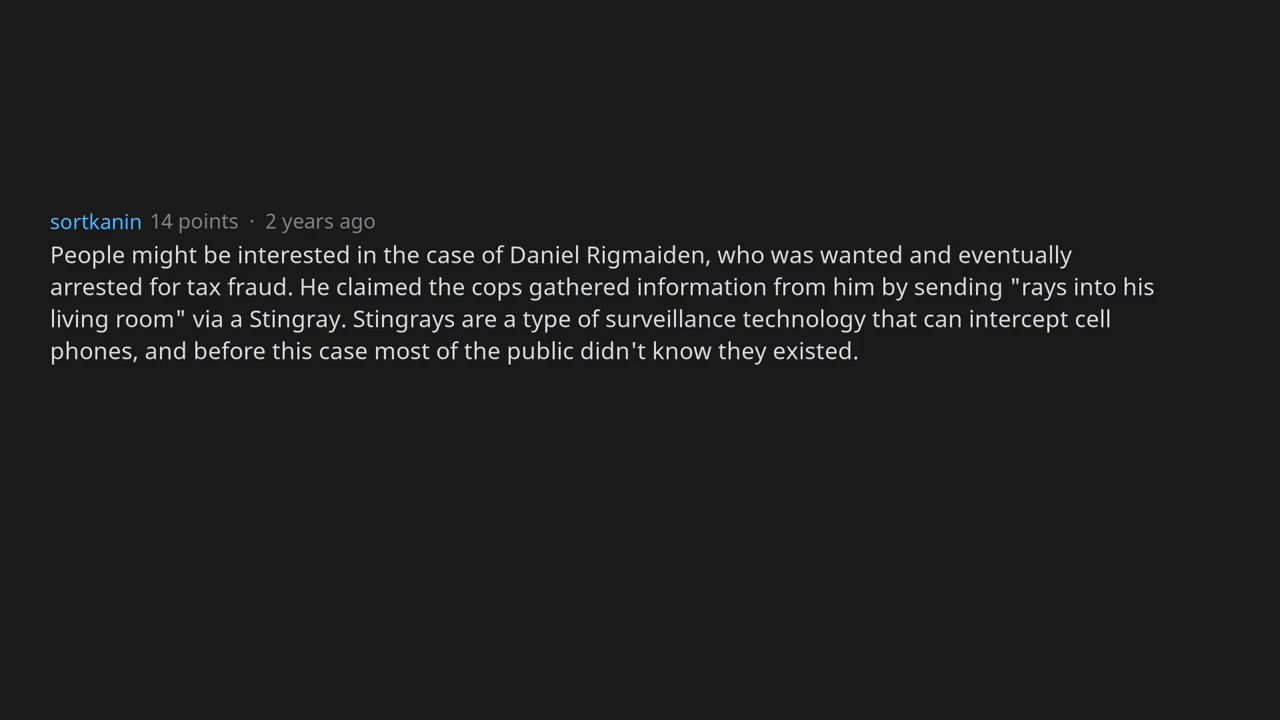 sortkanin 14 points · 2 years ago
People might be interested in the case of Daniel Rigmaiden, who was wanted and eventually
arrested for tax fraud. He claimed the cops gathered information from him by sending "rays into his
living room" via a Stingray. Stingrays are a type of surveillance technology that can intercept cell
phones, and before this case most of the public didn't know they existed.